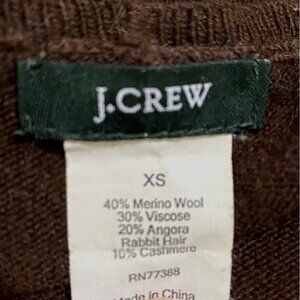 J.CREW
XS
40% Merino Wool
30% Viscose
20% Angora
Rabbit Hair
10% Cashmere
RN77388
Made in China